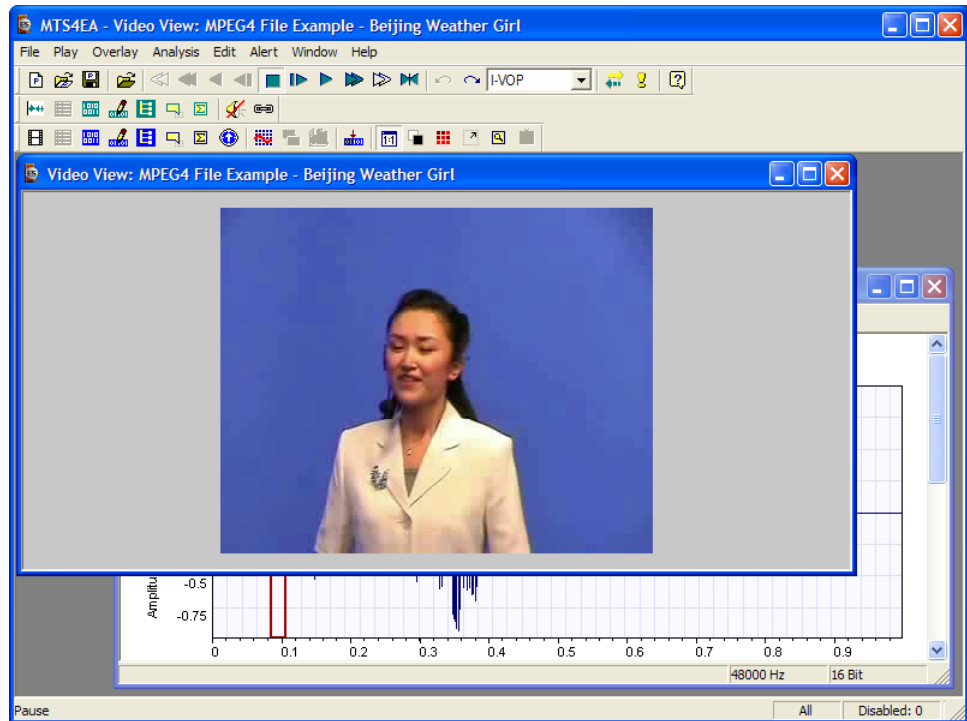 MTS4EA - Video View: MPEG4 File Example - Beijing Weather Girl
File Play Overlay Analysis Edit Alert Window Help
I-VOP
Video View: MPEG4 File Example - Beijing Weather Girl
1:1
-0.5
-0.75
0 0.1 0.2 0.3 0.4 0.5 0.6 0.7 0.8 0.9
48000 Hz 16 Bit
Pause All Disabled: 0